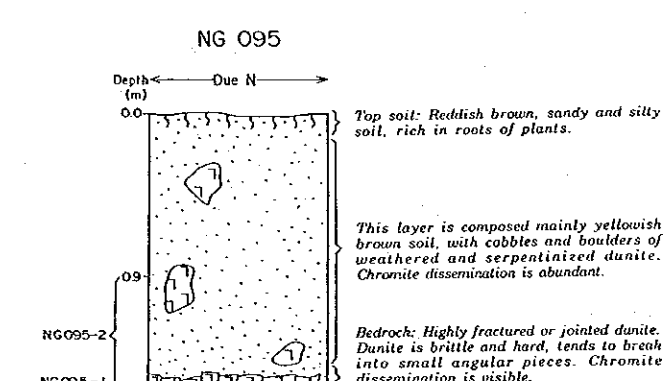 NG 095
Depth
(m)
Due N
0.0
Top soil: Reddish brown, sandy and silty
soil, rich in roots of plants.
This layer is composed mainly yellowish
brown soil, with cobbles and boulders of
weathered and serpentinized dunite.
Chromite dissemination is abundant.
0.9
NG095-2
Bedrock: Highly fractured or jointed dunite.
Dunite is brittle and hard, tends to break
into small angular pieces. Chromite
dissemination is visible.
NG095-1